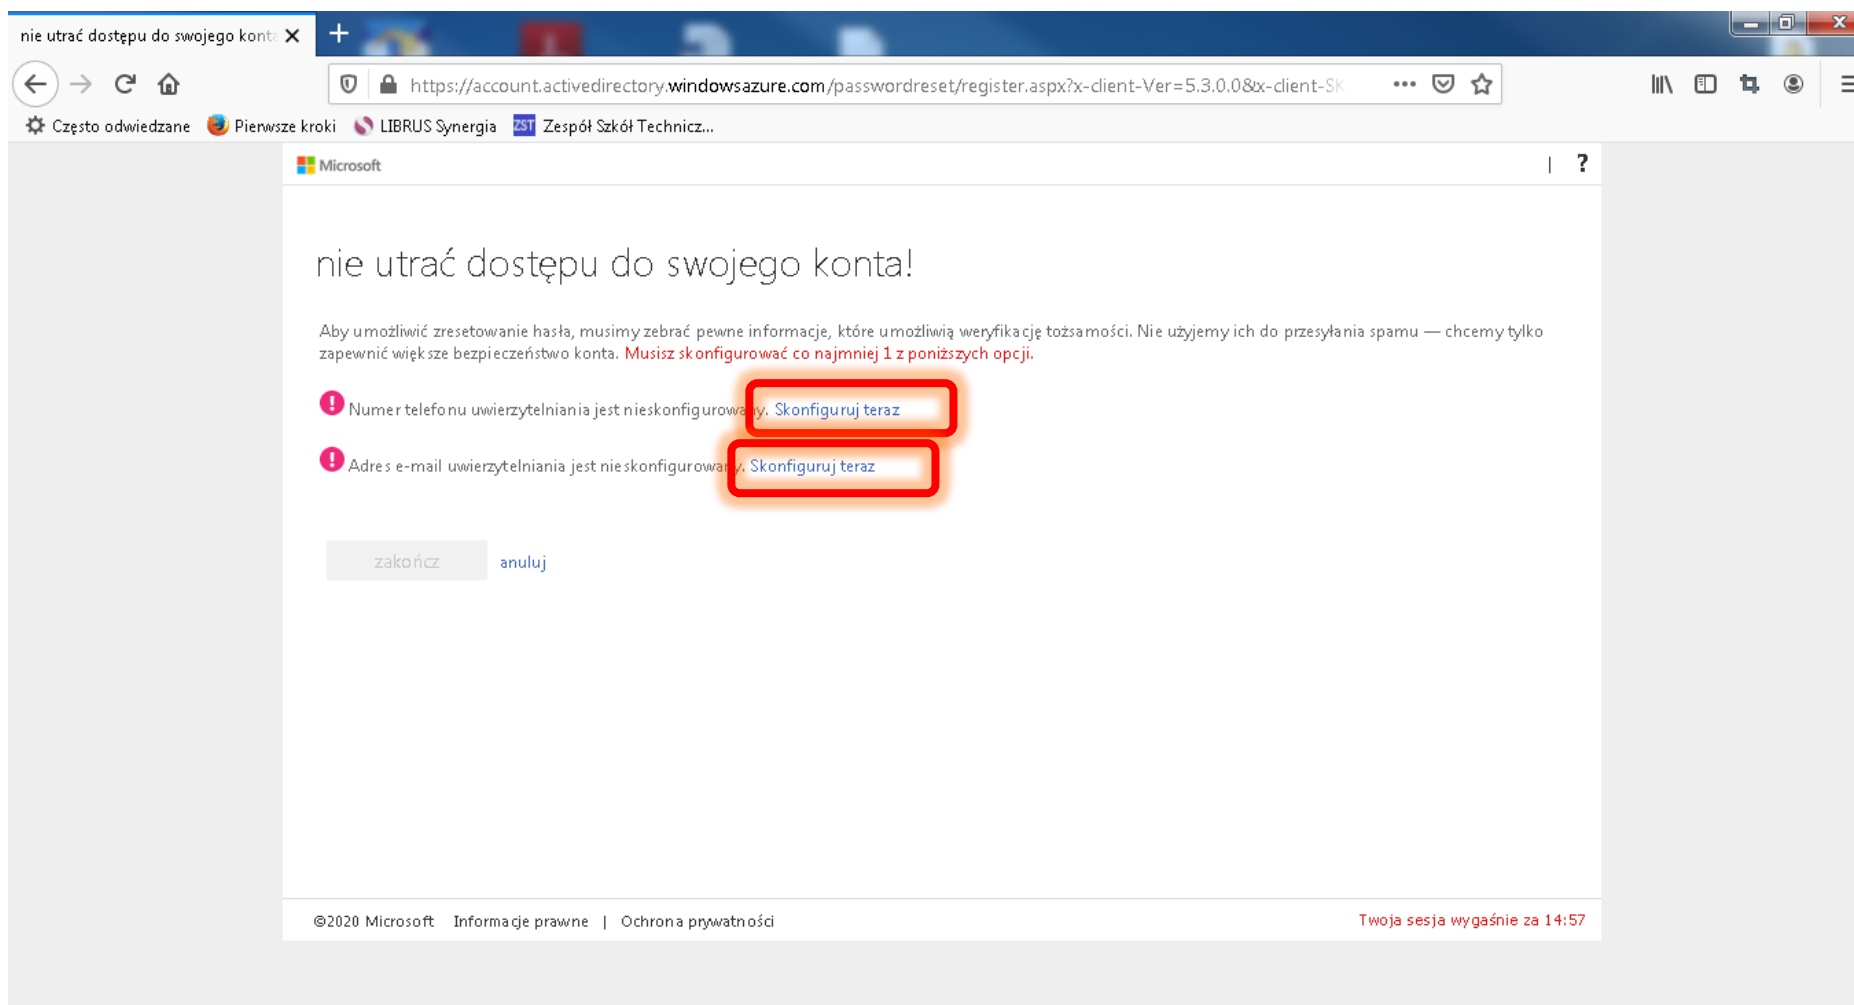 nie utrać dostępu do swojego konta
https://account.activedirectory.windowsazure.com/passwordreset/register.aspx?x-client-Ver=5.3.0.0&x-client-SK
Często odwiedzane Pierwsze kroki LIBRUS Synergia ZST Zespół Szkół Technicz...
Microsoft | ?
nie utrać dostępu do swojego konta!
Aby umożliwić zresetowanie hasła, musimy zebrać pewne informacje, które umożliwią weryfikację tożsamości. Nie użyjemy ich do przesyłania spamu — chcemy tylko
zapewnić większe bezpieczeństwo konta. Musisz skonfigurować co najmniej 1 z poniższych opcji.
Numer telefonu uwierzytelniania jest nieskonfigurowany. Skonfiguruj teraz
Adres e-mail uwierzytelniania jest nieskonfigurowany. Skonfiguruj teraz
zakończ anuluj
©2020 Microsoft Informacje prawne | Ochrona prywatności Twoja sesja wygaśnie za 14:57